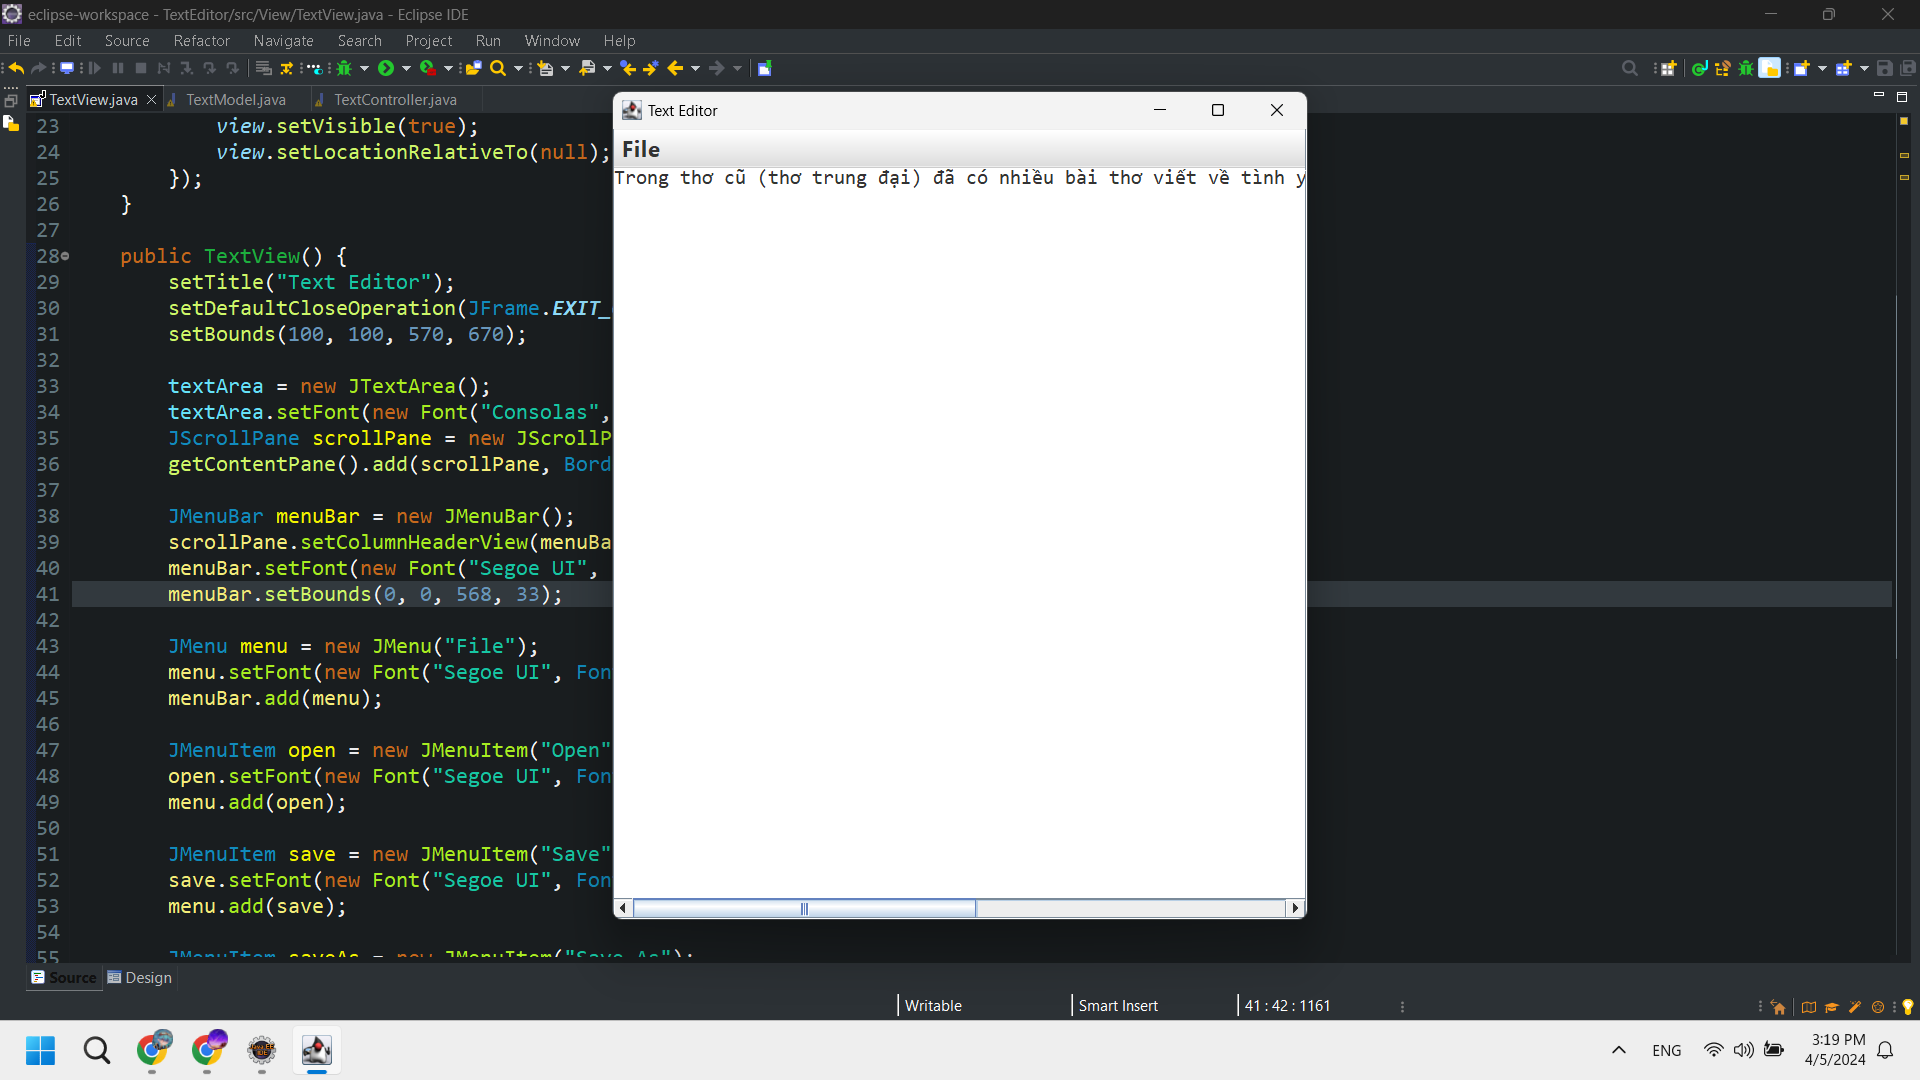 eclipse-workspace - TextEditor/src/View/TextView.java - Eclipse IDE
File Edit Source Refactor Navigate Search Project Run Window Help
TextView.java TextModel.java TextController.java
23 view.setVisible(true);
24 view.setLocationRelativeTo(null);
25 });
26 }
27
28 public TextView() {
29 setTitle("Text Editor");
30 setDefaultCloseOperation(JFrame.EXIT_
31 setBounds(100, 100, 570, 670);
32
33 textArea = new JTextArea();
34 textArea.setFont(new Font("Consolas",
35 JScrollPane scrollPane = new JScrollP
36 getContentPane().add(scrollPane, Bord
37
38 JMenuBar menuBar = new JMenuBar();
39 scrollPane.setColumnHeaderView(menuBa
40 menuBar.setFont(new Font("Segoe UI",
41 menuBar.setBounds(0, 0, 568, 33);
42
43 JMenu menu = new JMenu("File");
44 menu.setFont(new Font("Segoe UI", Fon
45 menuBar.add(menu);
46
47 JMenuItem open = new JMenuItem("Open"
48 open.setFont(new Font("Segoe UI", Fon
49 menu.add(open);
50
51 JMenuItem save = new JMenuItem("Save"
52 save.setFont(new Font("Segoe UI", Fon
53 menu.add(save);
54
55 JMenuItem saveAs = new JMenuItem("Save As");
Text Editor
File
Trong thơ cũ (thơ trung đại) đã có nhiều bài thơ viết về tình y
Source Design
Writable Smart Insert 41 : 42 : 1161
ENG
3:19 PM
4/5/2024